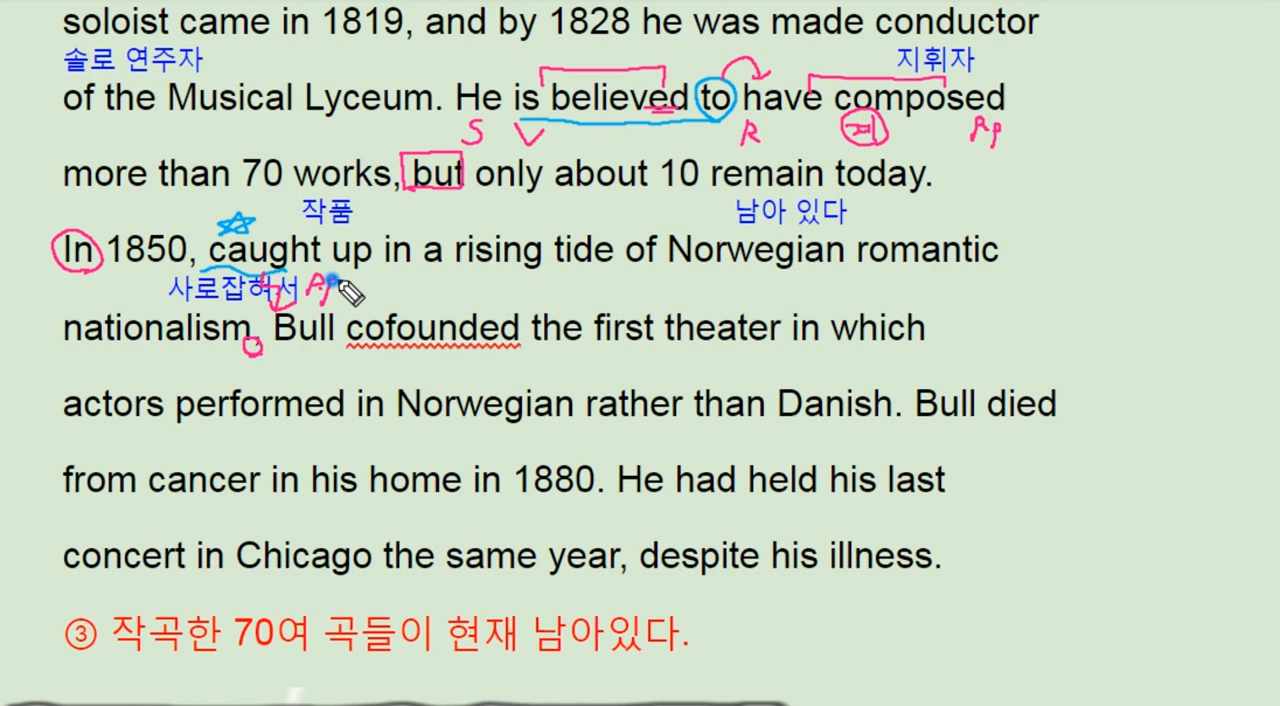 soloist came in 1819, and by 1828 he was made conductor
솔로 연주자 지휘자
of the Musical Lyceum. He is believed to have composed
S V R 과 Pp
more than 70 works, but only about 10 remain today.
작품 남아 있다
In 1850, caught up in a rising tide of Norwegian romantic
사로잡혀서 Pp
nationalism, Bull cofounded the first theater in which
actors performed in Norwegian rather than Danish. Bull died
from cancer in his home in 1880. He had held his last
concert in Chicago the same year, despite his illness.
③ 작곡한 70여 곡들이 현재 남아있다.